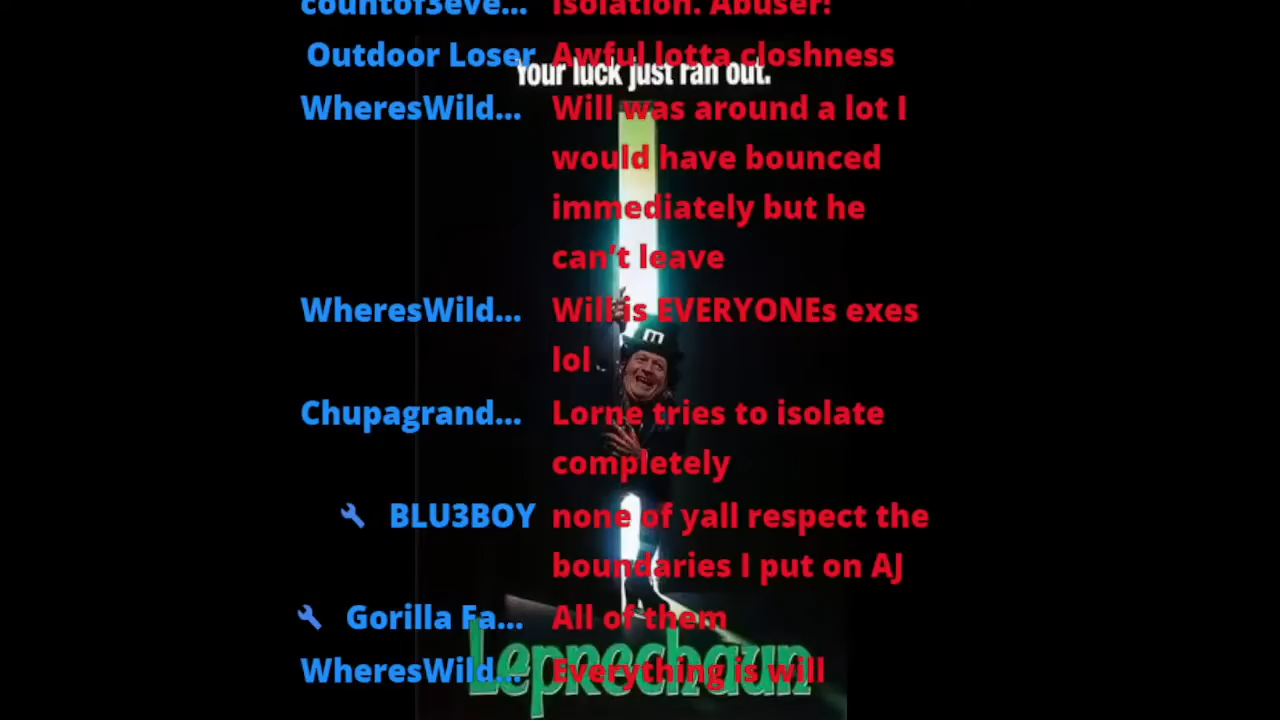 countof3eve... Isolation. Abuser!
Outdoor Loser Awful lotta closhness
Your luck just ran out.
WheresWild... Will was around a lot I
would have bounced
immediately but he
can't leave
WheresWild... Will is EVERYONEs exes
lol
m
Chupagrand... Lorne tries to isolate
completely
BLU3BOY none of yall respect the
boundaries I put on AJ
Gorilla Fa... All of them
WheresWild... Everything is will
Leprechaun